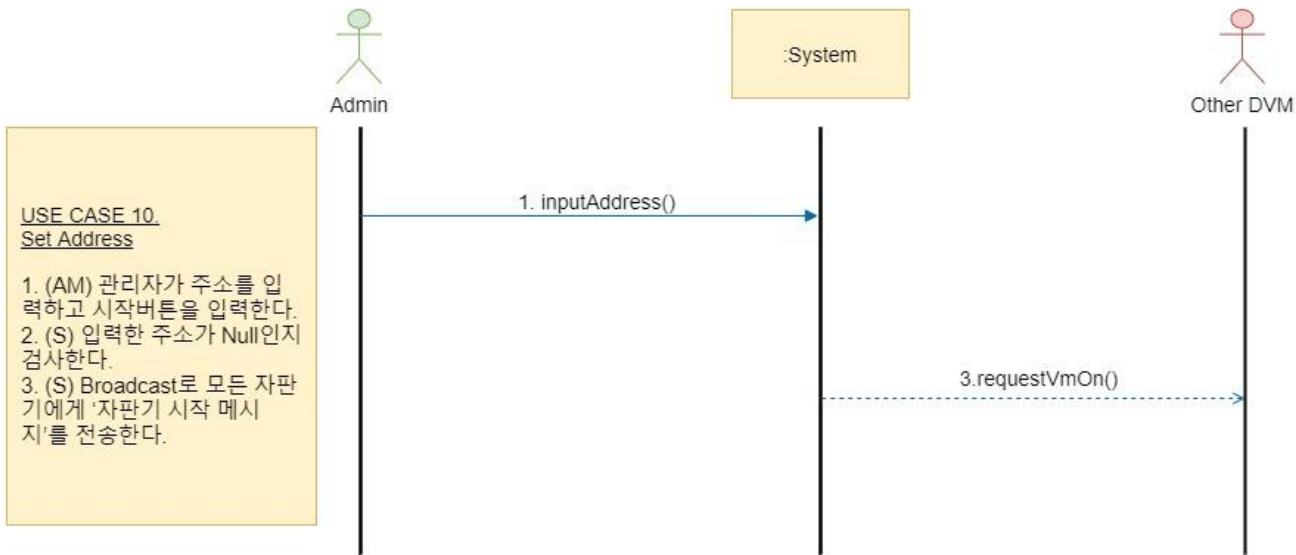 Admin
:System
Other DVM
USE CASE 10.
Set Address
1. (AM) 관리자가 주소를 입
력하고 시작버튼을 입력한다.
2. (S) 입력한 주소가 Null인지
검사한다.
3. (S) Broadcast로 모든 자판
기에게 ‘자판기 시작 메시
지’를 전송한다.
1. inputAddress()
3.requestVmOn()